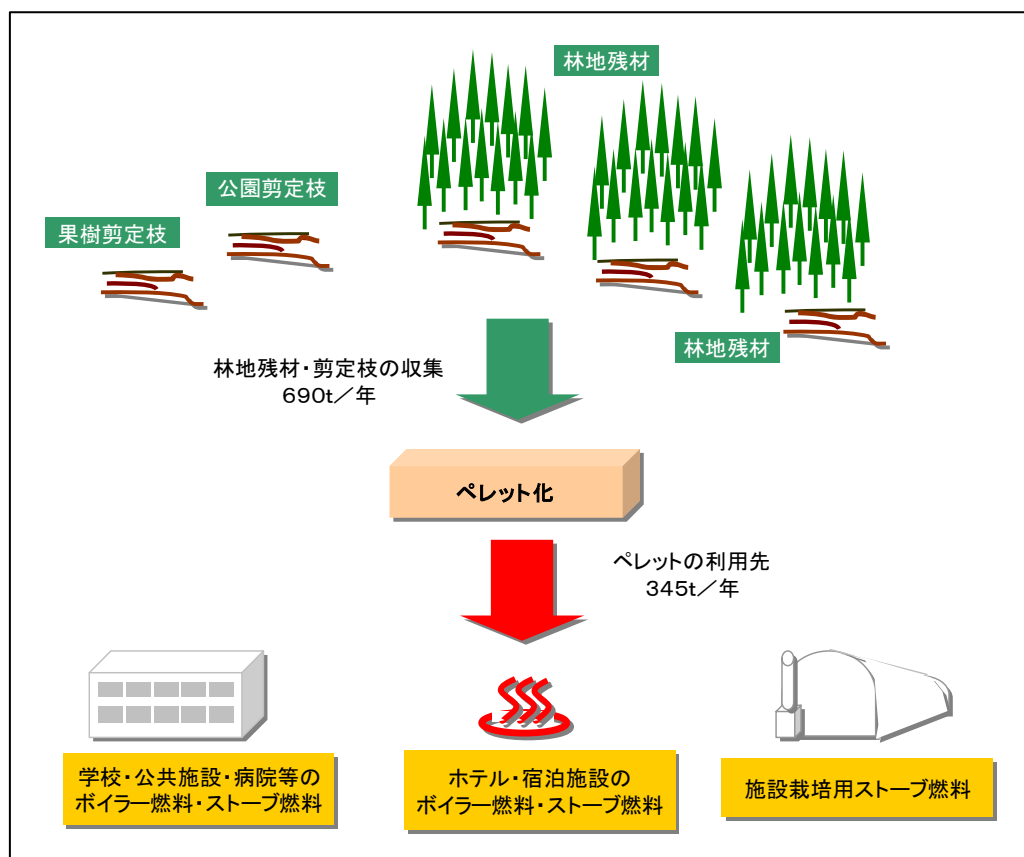 林地残材
公園剪定枝
果樹剪定枝
林地残材
林地残材・剪定枝の収集
690t／年
ペレット化
ペレットの利用先
345t／年
学校・公共施設・病院等の
ボイラー燃料・ストーブ燃料
ホテル・宿泊施設の
ボイラー燃料・ストーブ燃料
施設栽培用ストーブ燃料